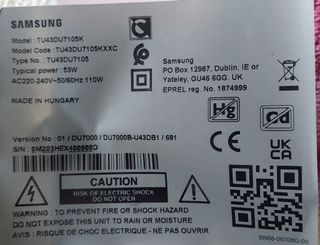 SAMSUNG
Model: TU43DU7105K
Model Code: TU43DU7105KXXC
Type No.: TU43DU7105
Typical power: 53W
AC220-240V~50/60Hz 110W
Samsung
PO Box 12987, Dublin. IE or
Yateley, GU46 6GG. UK
EPREL reg no. 1874999
MADE IN HUNGARY
Hg
Cd
Version No : 01 / DU7000 / DU7000B-U43DB1 / 681
CE
UK
CA
CAUTION
RISK OF ELECTRIC SHOCK
DO NOT OPEN
WARNING : TO PREVENT FIRE OR SHOCK HAZARD
DO NOT EXPOSE THIS UNIT TO RAIN OR MOISTURE
RISQUE DE CHOC ELECTRIQUE - NE PAS OUVRIR